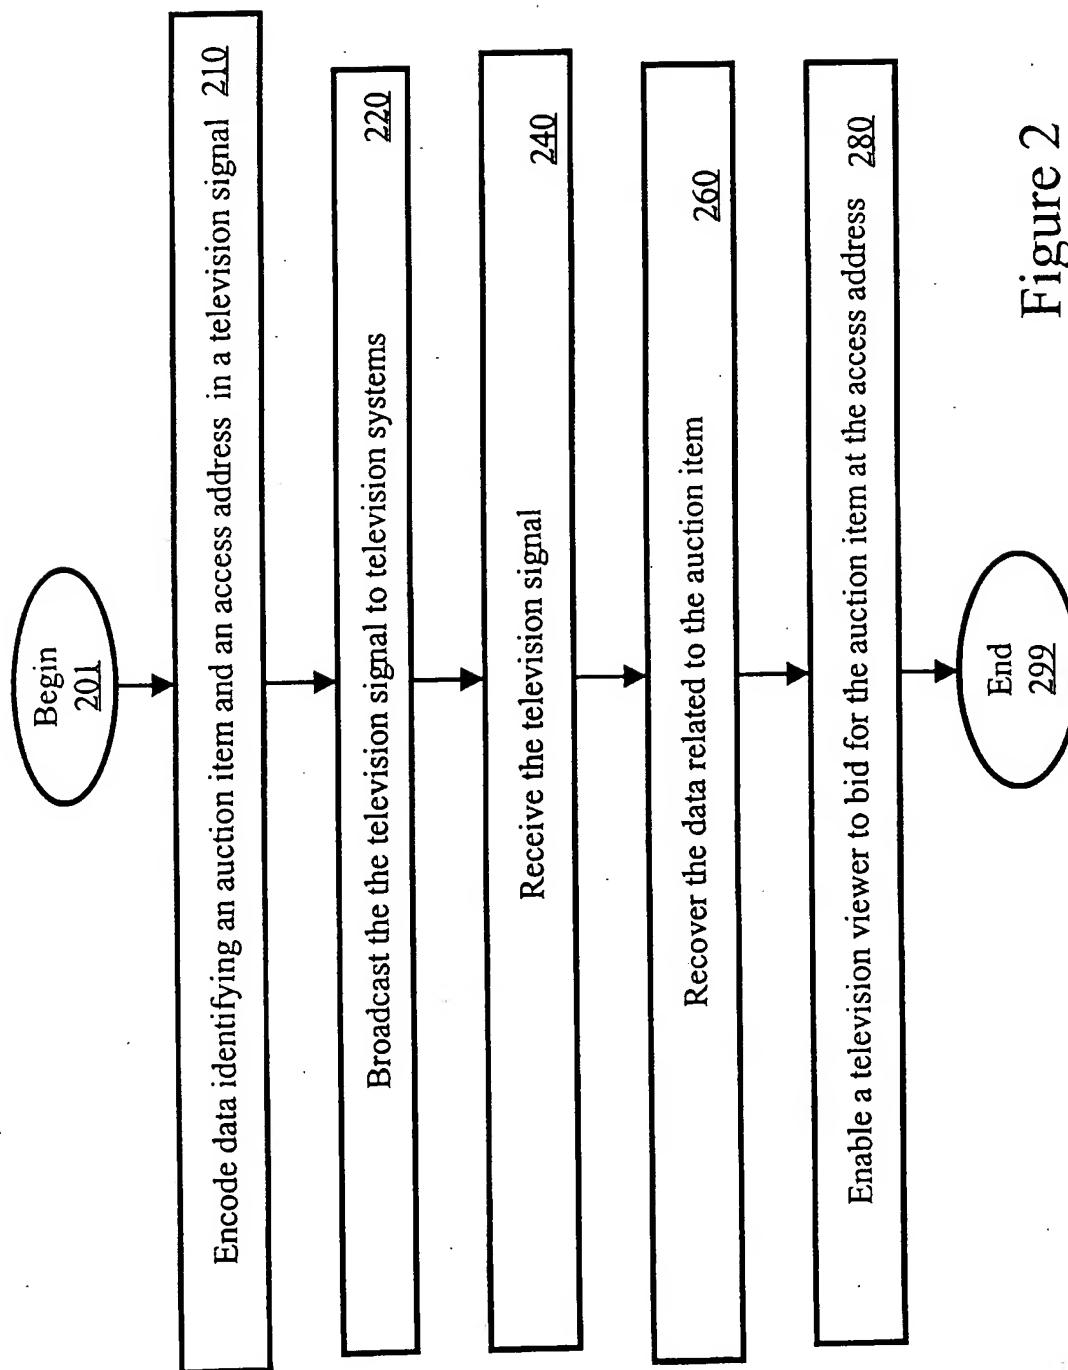 Begin
201
Encode data identifying an auction item and an access address in a television signal 210
Broadcast the the television signal to television systems 220
Receive the television signal 240
Recover the data related to the auction item 260
Enable a television viewer to bid for the auction item at the access address 280
End
299
Figure 2